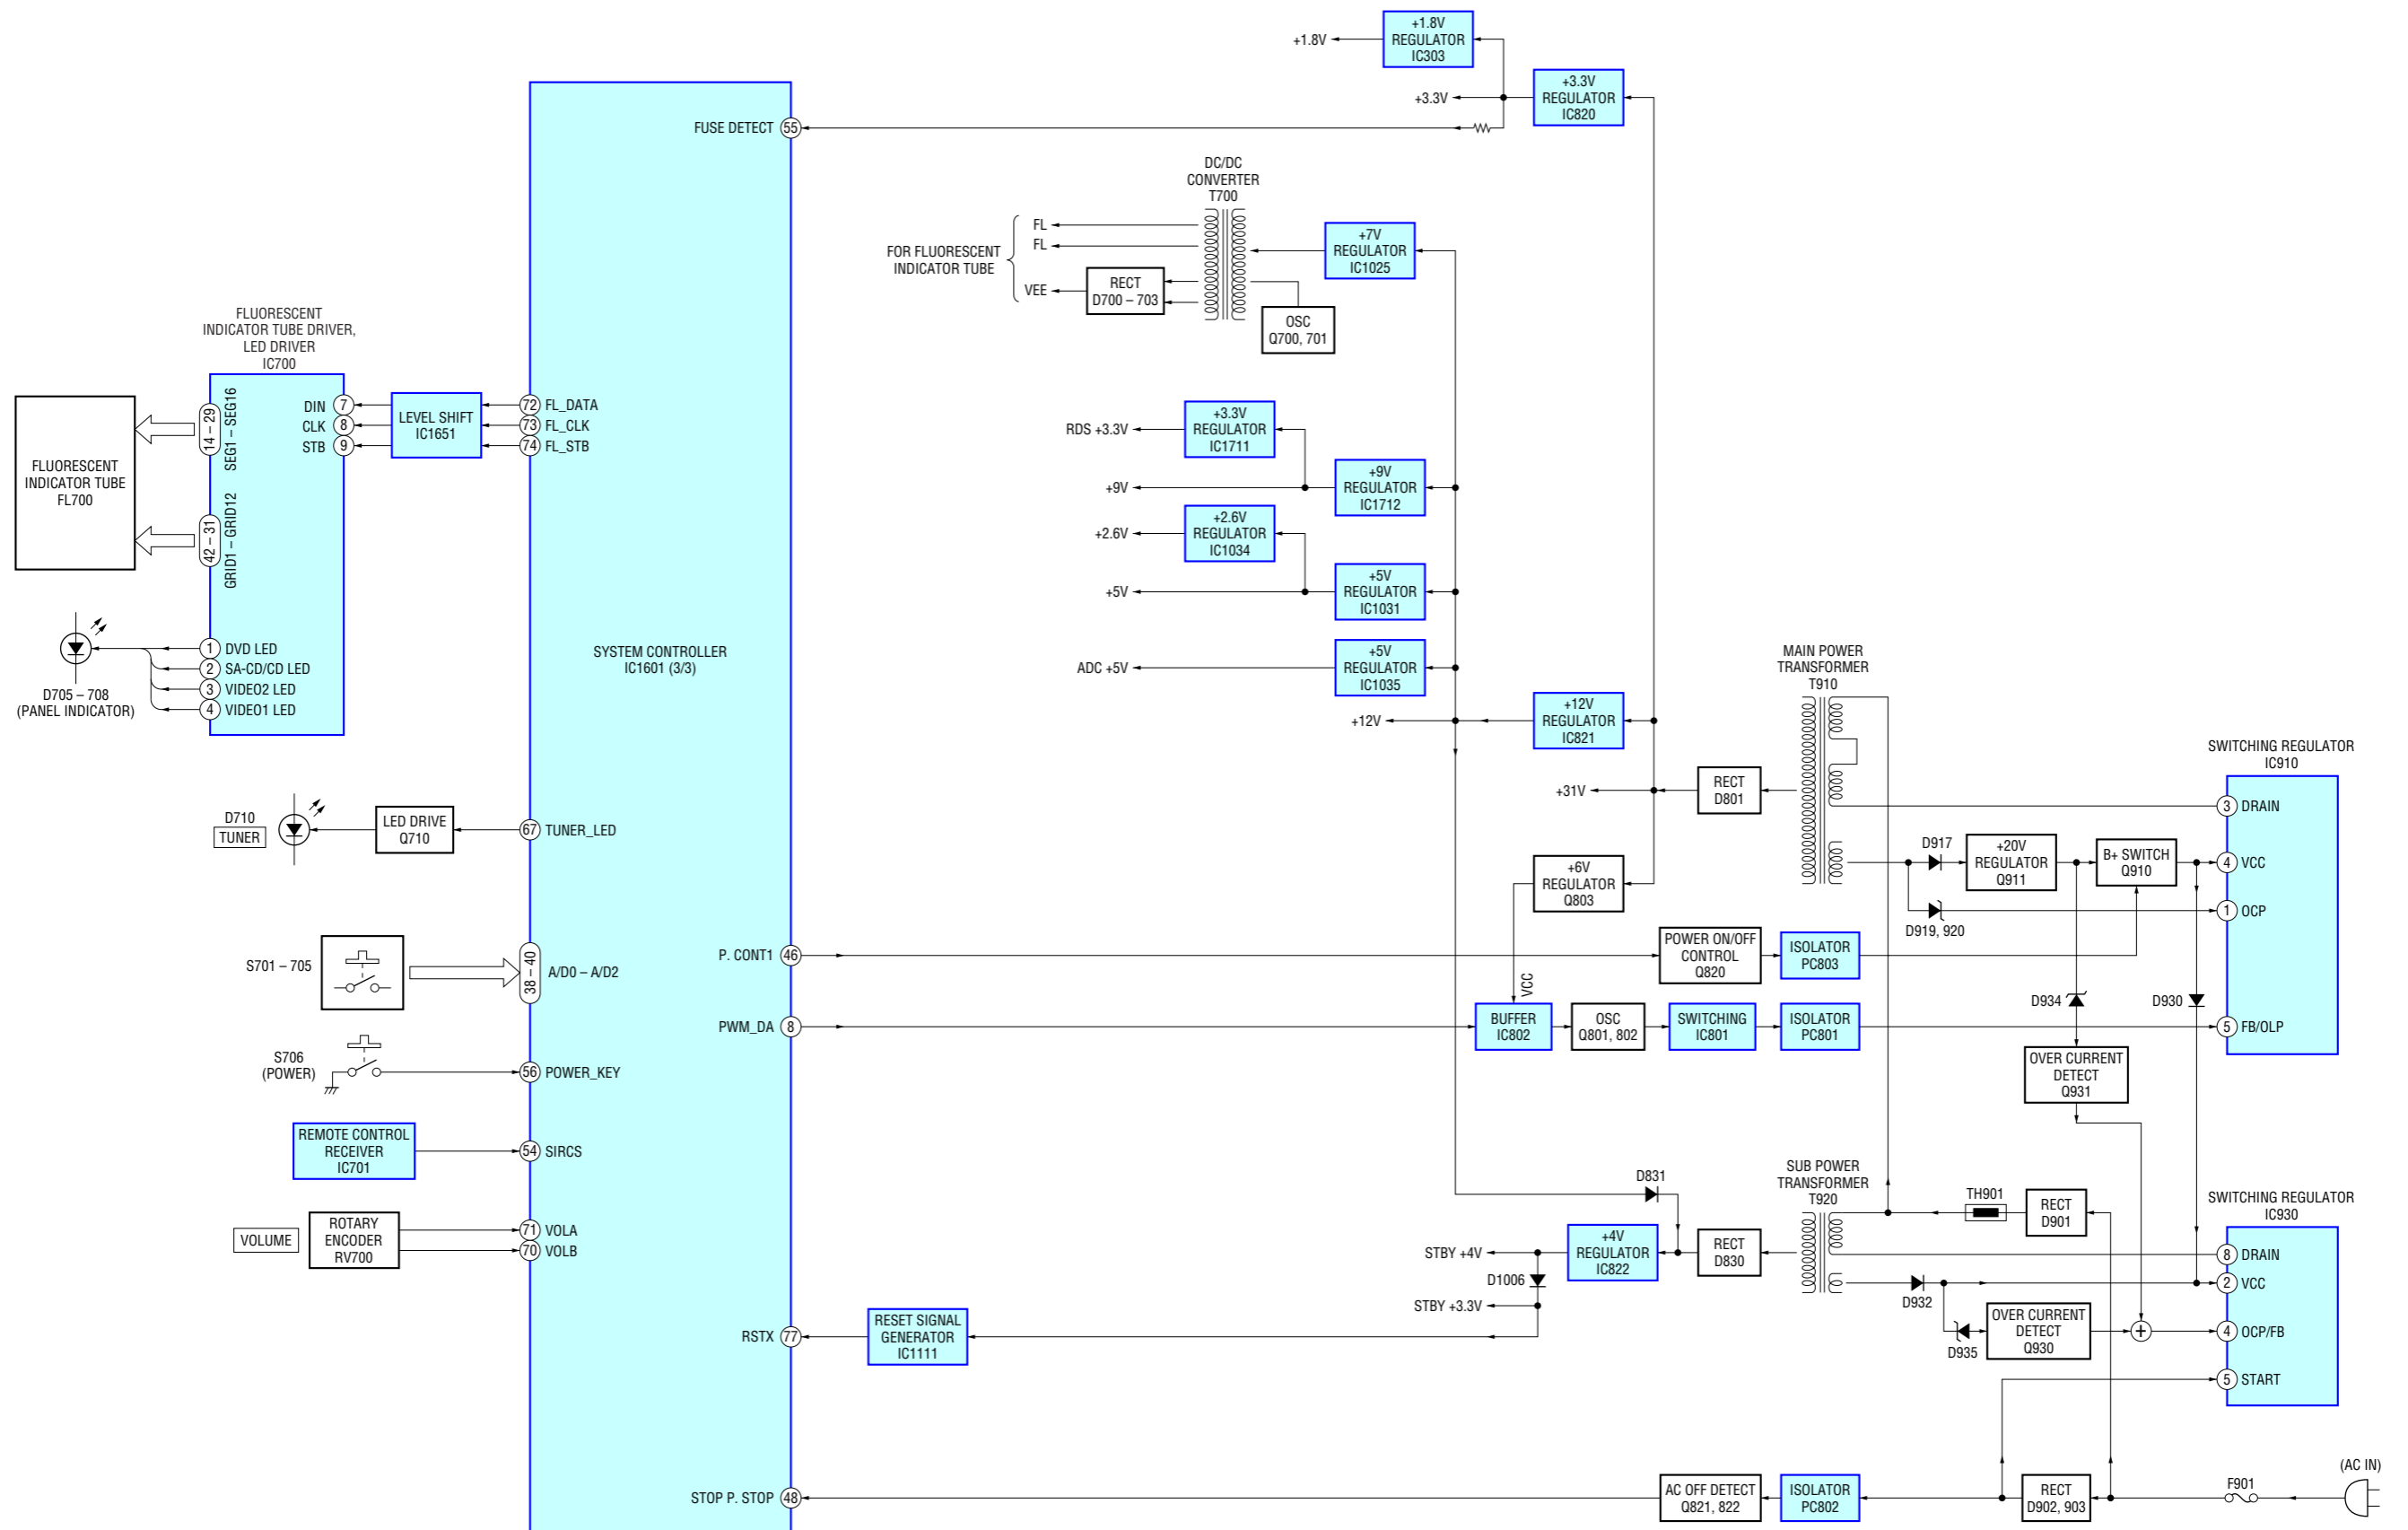 +1.8V
+1.8V
REGULATOR
IC303
+3.3V
+3.3V
REGULATOR
IC820
FUSE DETECT
55
DC/DC
CONVERTER
T700
FOR FLUORESCENT
INDICATOR TUBE
FL
FL
VEE
RECT
D700 – 703
+7V
REGULATOR
IC1025
OSC
Q700, 701
FLUORESCENT
INDICATOR TUBE DRIVER,
LED DRIVER
IC700
FLUORESCENT
INDICATOR TUBE
FL700
14 – 29
SEG1 – SEG16
42 – 31
GRID1 – GRID12
DIN 7
CLK 8
STB 9
LEVEL SHIFT
IC1651
72 FL_DATA
73 FL_CLK
74 FL_STB
1 DVD LED
2 SA-CD/CD LED
3 VIDEO2 LED
4 VIDEO1 LED
D705 – 708
(PANEL INDICATOR)
SYSTEM CONTROLLER
IC1601 (3/3)
RDS +3.3V
+3.3V
REGULATOR
IC1711
+9V
+9V
REGULATOR
IC1712
+2.6V
+2.6V
REGULATOR
IC1034
+5V
+5V
REGULATOR
IC1031
ADC +5V
+5V
REGULATOR
IC1035
+12V
+12V
REGULATOR
IC821
MAIN POWER
TRANSFORMER
T910
+31V
RECT
D801
SWITCHING REGULATOR
IC910
3 DRAIN
4 VCC
1 OCP
5 FB/OLP
D917
+20V
REGULATOR
Q911
B+ SWITCH
Q910
D919, 920
D710
TUNER
LED DRIVE
Q710
67 TUNER_LED
+6V
REGULATOR
Q803
VCC
S701 – 705
38 – 40
A/D0 – A/D2
P. CONT1 46
POWER ON/OFF
CONTROL
Q820
ISOLATOR
PC803
PWM_DA 8
BUFFER
IC802
OSC
Q801, 802
SWITCHING
IC801
ISOLATOR
PC801
D934
D930
OVER CURRENT
DETECT
Q931
S706
(POWER)
56 POWER_KEY
REMOTE CONTROL
RECEIVER
IC701
54 SIRCS
VOLUME
ROTARY
ENCODER
RV700
71 VOLA
70 VOLB
D831
SUB POWER
TRANSFORMER
T920
TH901
RECT
D901
SWITCHING REGULATOR
IC930
8 DRAIN
2 VCC
4 OCP/FB
5 START
STBY +4V
+4V
REGULATOR
IC822
RECT
D830
D1006
STBY +3.3V
D932
D935
OVER CURRENT
DETECT
Q930
+
RSTX 77
RESET SIGNAL
GENERATOR
IC1111
STOP P. STOP 48
AC OFF DETECT
Q821, 822
ISOLATOR
PC802
RECT
D902, 903
F901
(AC IN)